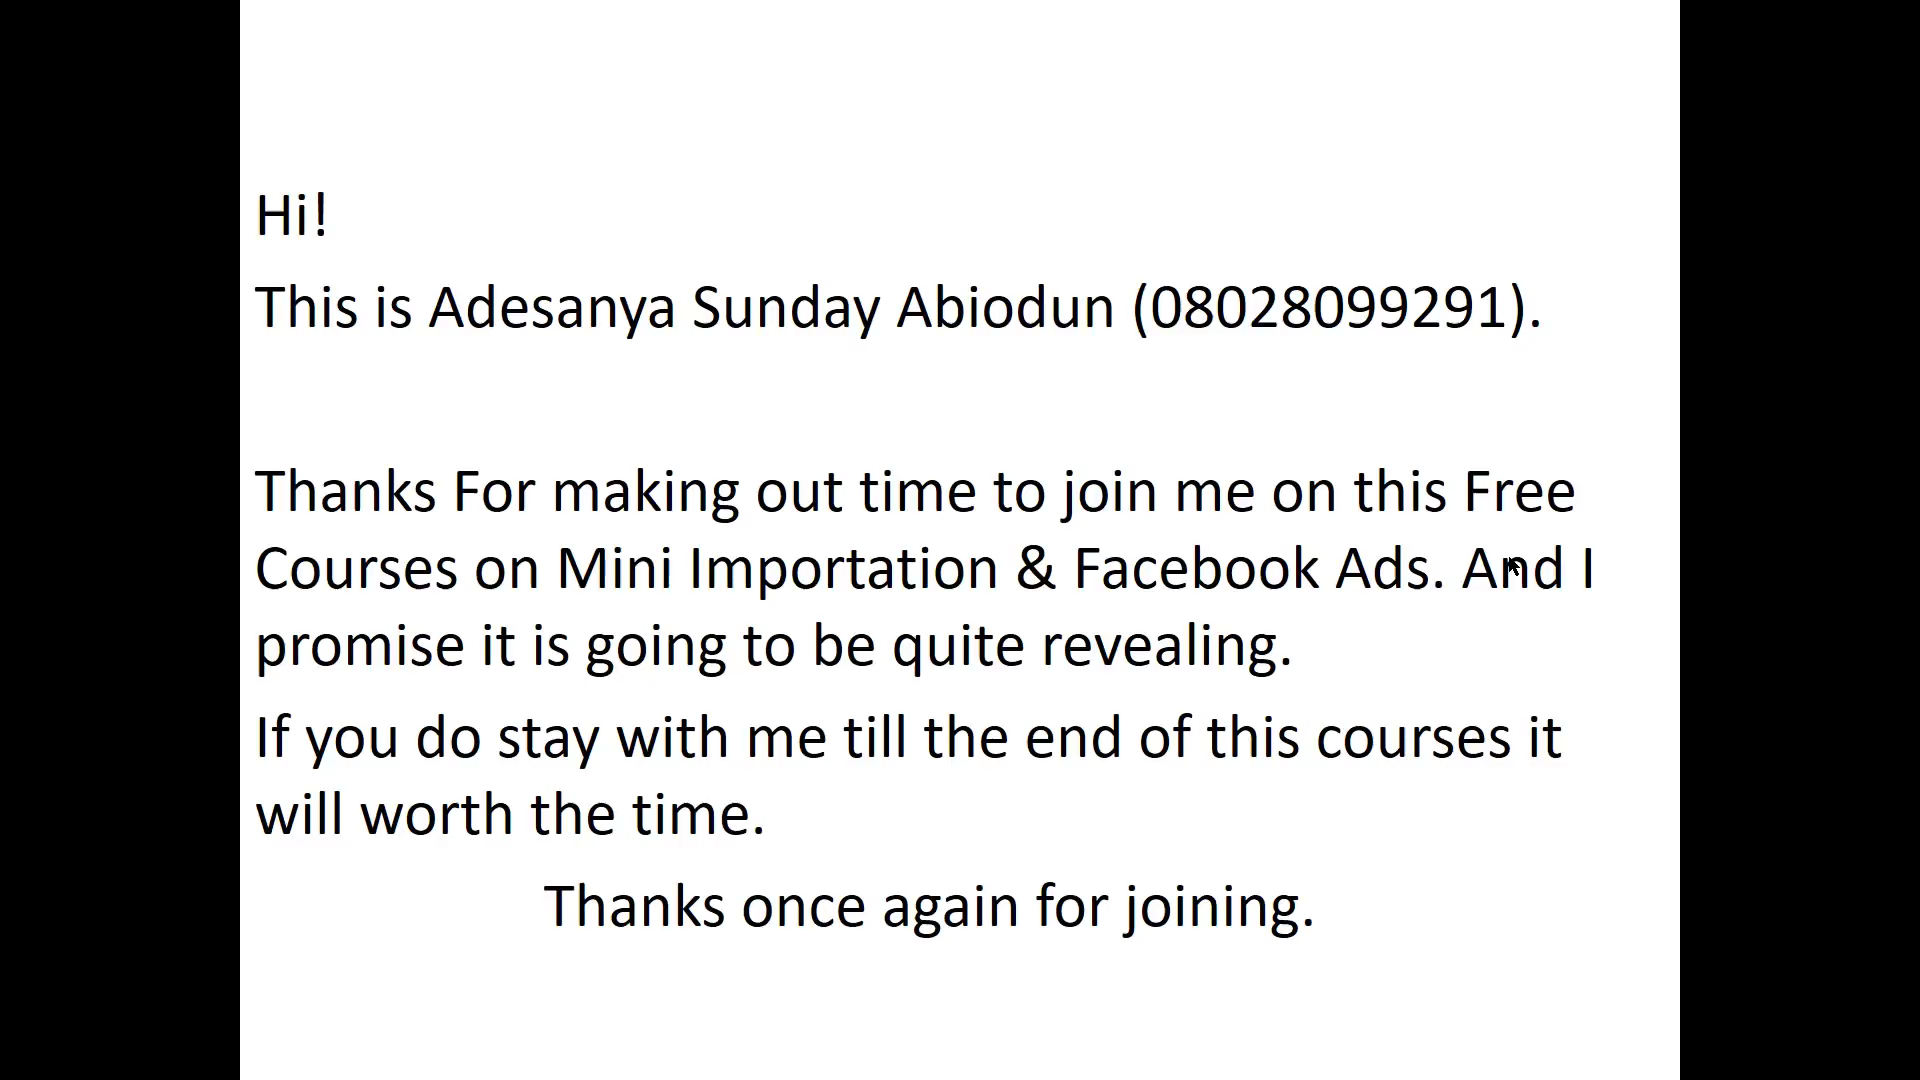 Hi!
This is Adesanya Sunday Abiodun (08028099291).
Thanks For making out time to join me on this Free
Courses on Mini Importation & Facebook Ads. And I
promise it is going to be quite revealing.
If you do stay with me till the end of this courses it
will worth the time.
Thanks once again for joining.